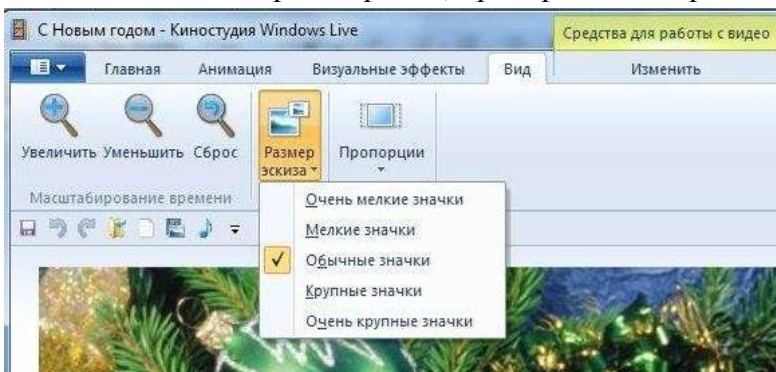 С Новым годом - Киностудия Windows Live
Средства для работы с видео
Главная Анимация Визуальные эффекты Вид Изменить
Увеличить Уменьшить Сброс Размер эскиза Пропорции
Масштабирование времени
Очень мелкие значки
Мелкие значки
Обычные значки
Крупные значки
Очень крупные значки